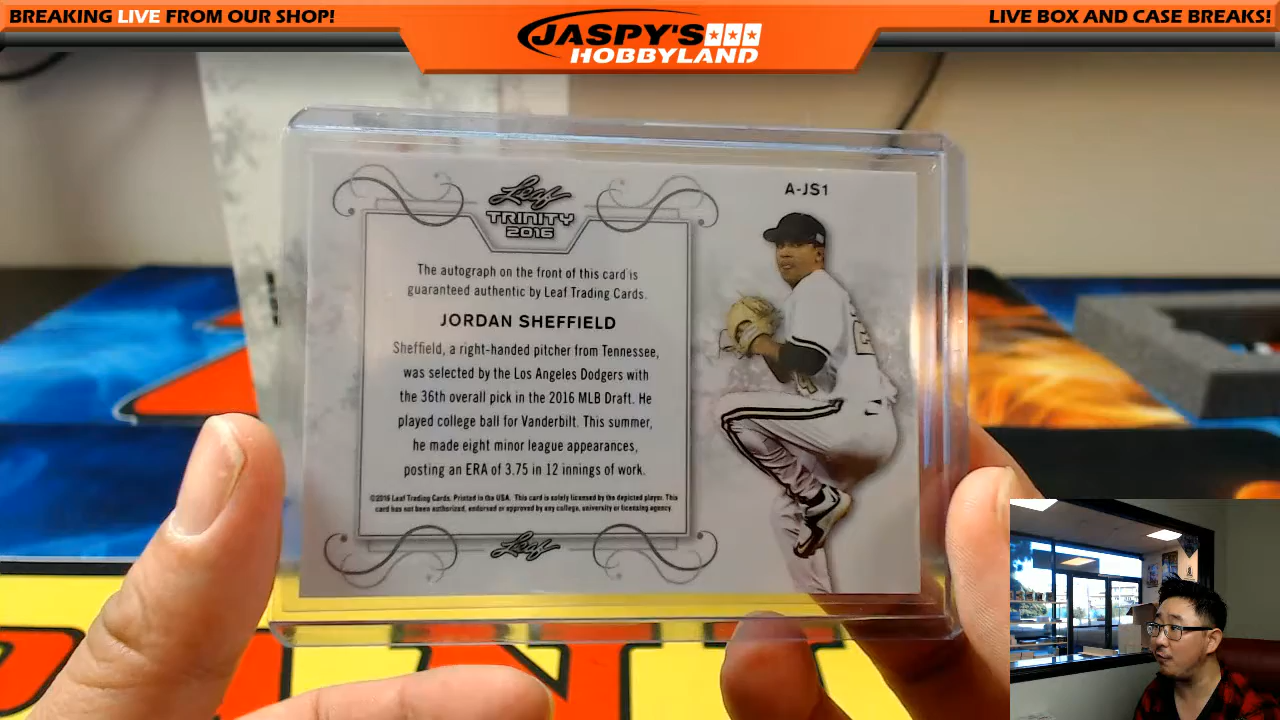 BREAKING LIVE FROM OUR SHOP!
JASPY'S
HOBBYLAND
LIVE BOX AND CASE BREAKS!
Leaf
TRINITY
2016
A-JS1
The autograph on the front of this card is
guaranteed authentic by Leaf Trading Cards.
JORDAN SHEFFIELD
Sheffield, a right-handed pitcher from Tennessee,
was selected by the Los Angeles Dodgers with
the 36th overall pick in the 2016 MLB Draft. He
played college ball for Vanderbilt. This summer,
he made eight minor league appearances,
posting an ERA of 3.75 in 12 innings of work.
©2016 Leaf Trading Cards. Printed in the USA. This card is solely licensed by the depicted player. This
card has not been authorized, endorsed or approved by any college, university or licensing agency.
Leaf